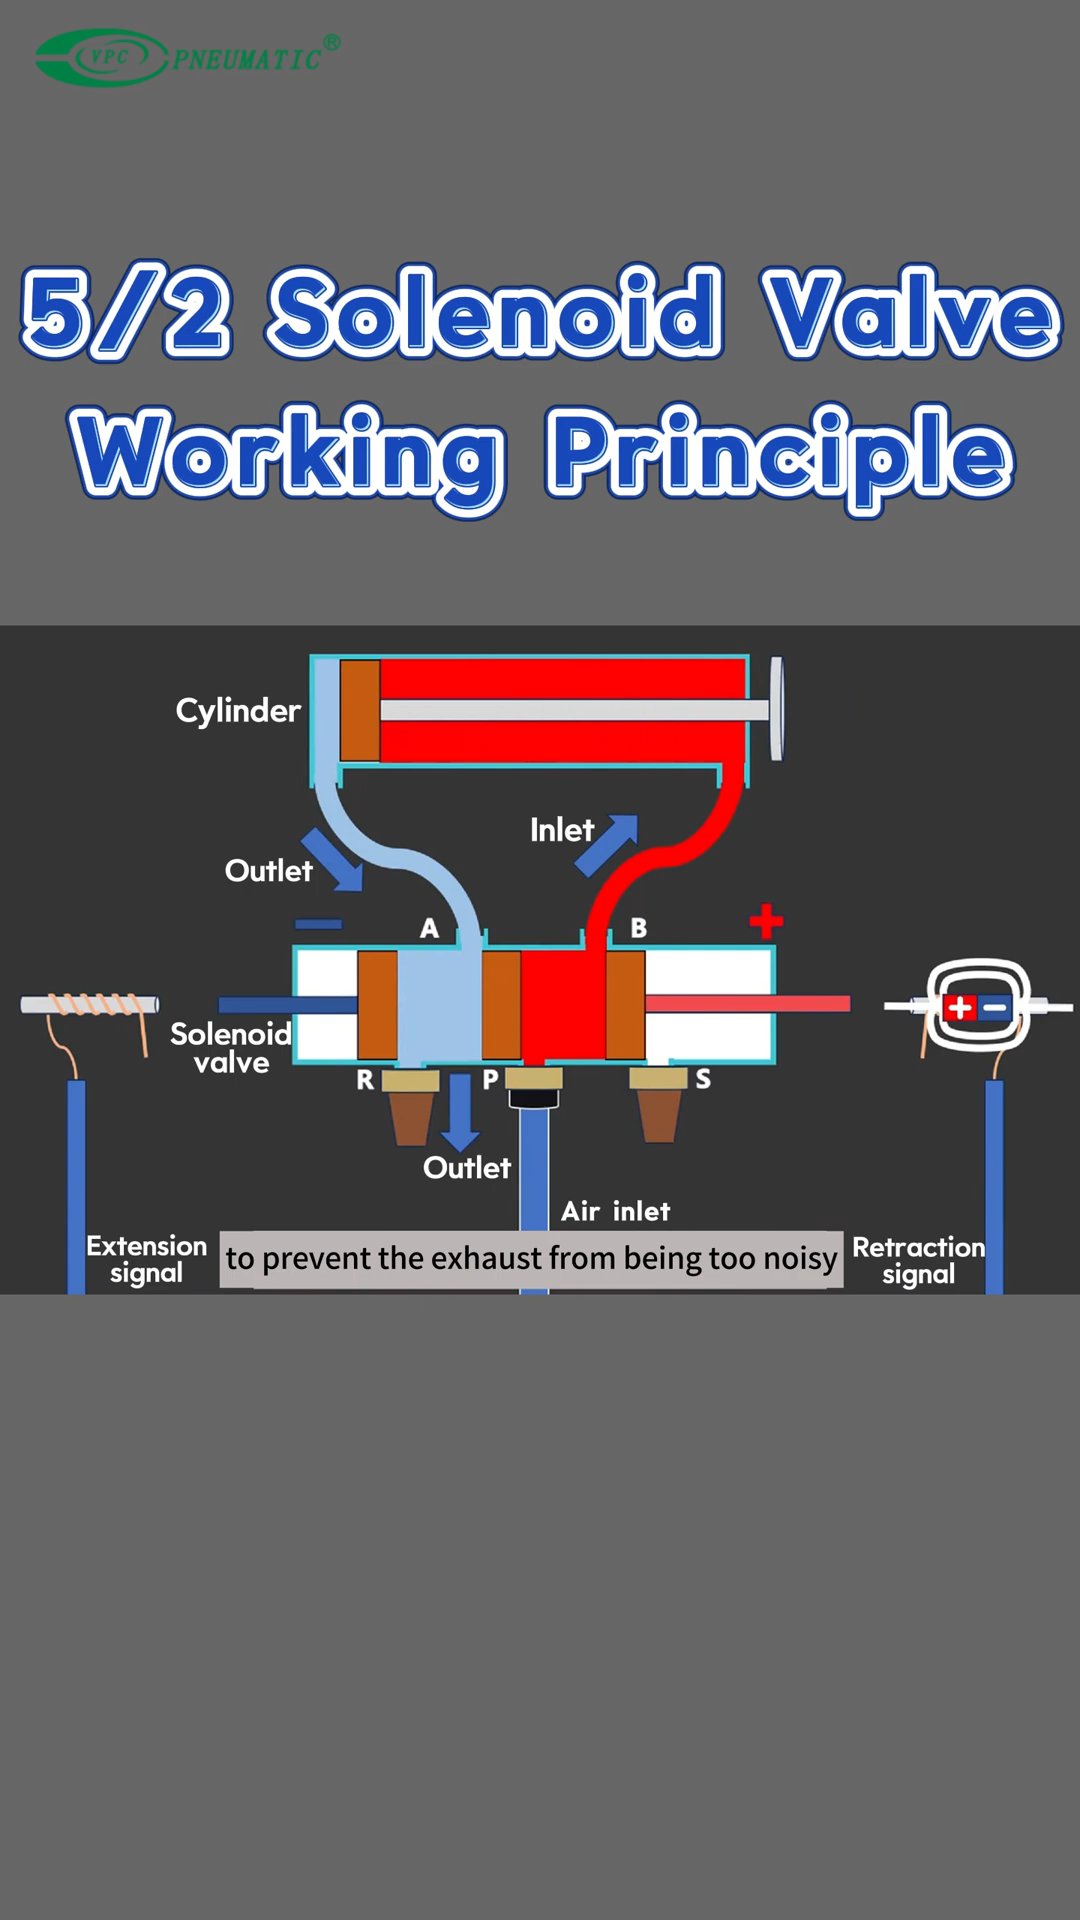 VPC PNEUMATIC®
5/2 Solenoid Valve
Working Principle
Cylinder
Inlet
Outlet
A
B
Solenoid
valve
R
P
S
Outlet
Air inlet
Extension
signal
to prevent the exhaust from being too noisy
Retraction
signal